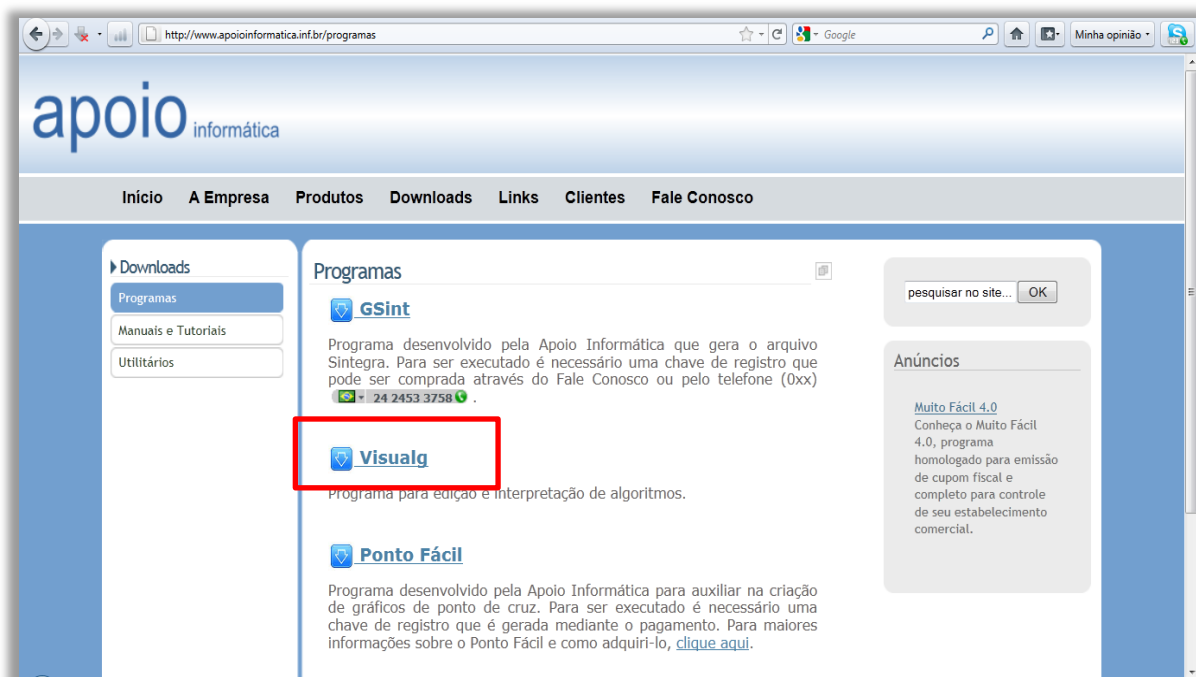 http://www.apoioinformatica.inf.br/programas
Google
Minha opinião
apoio informática
Início A Empresa Produtos Downloads Links Clientes Fale Conosco
Downloads
Programas
Manuais e Tutoriais
Utilitários
Programas
GSint
Programa desenvolvido pela Apoio Informática que gera o arquivo
Sintegra. Para ser executado é necessário uma chave de registro que
pode ser comprada através do Fale Conosco ou pelo telefone (0xx)
24 2453 3758 .
Visualg
Programa para edição e interpretação de algoritmos.
Ponto Fácil
Programa desenvolvido pela Apoio Informática para auxiliar na criação
de gráficos de ponto de cruz. Para ser executado é necessário uma
chave de registro que é gerada mediante o pagamento. Para maiores
informações sobre o Ponto Fácil e como adquiri-lo, clique aqui.
pesquisar no site... OK
Anúncios
Muito Fácil 4.0
Conheça o Muito Fácil
4.0, programa
homologado para emissão
de cupom fiscal e
completo para controle
de seu estabelecimento
comercial.